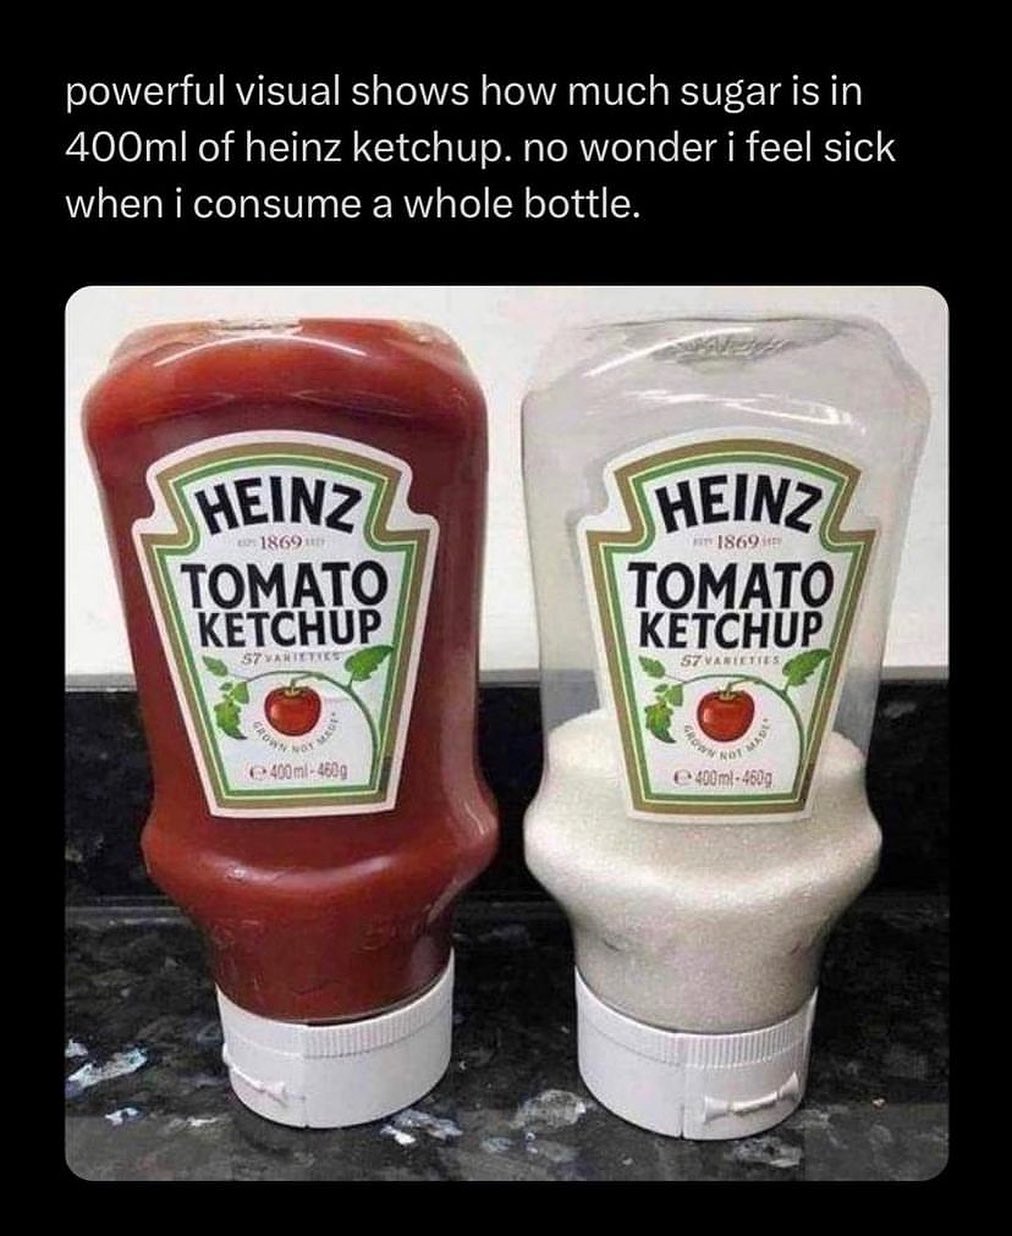 powerful visual shows how much sugar is in
400ml of heinz ketchup. no wonder i feel sick
when i consume a whole bottle.
HEINZ
1869
TOMATO
KETCHUP
57 VARIETIES
GROWN NOT MADE
e 400ml-460g
HEINZ
1869
TOMATO
KETCHUP
57 VARIETIES
GROWN NOT MADE
e 400ml-460g